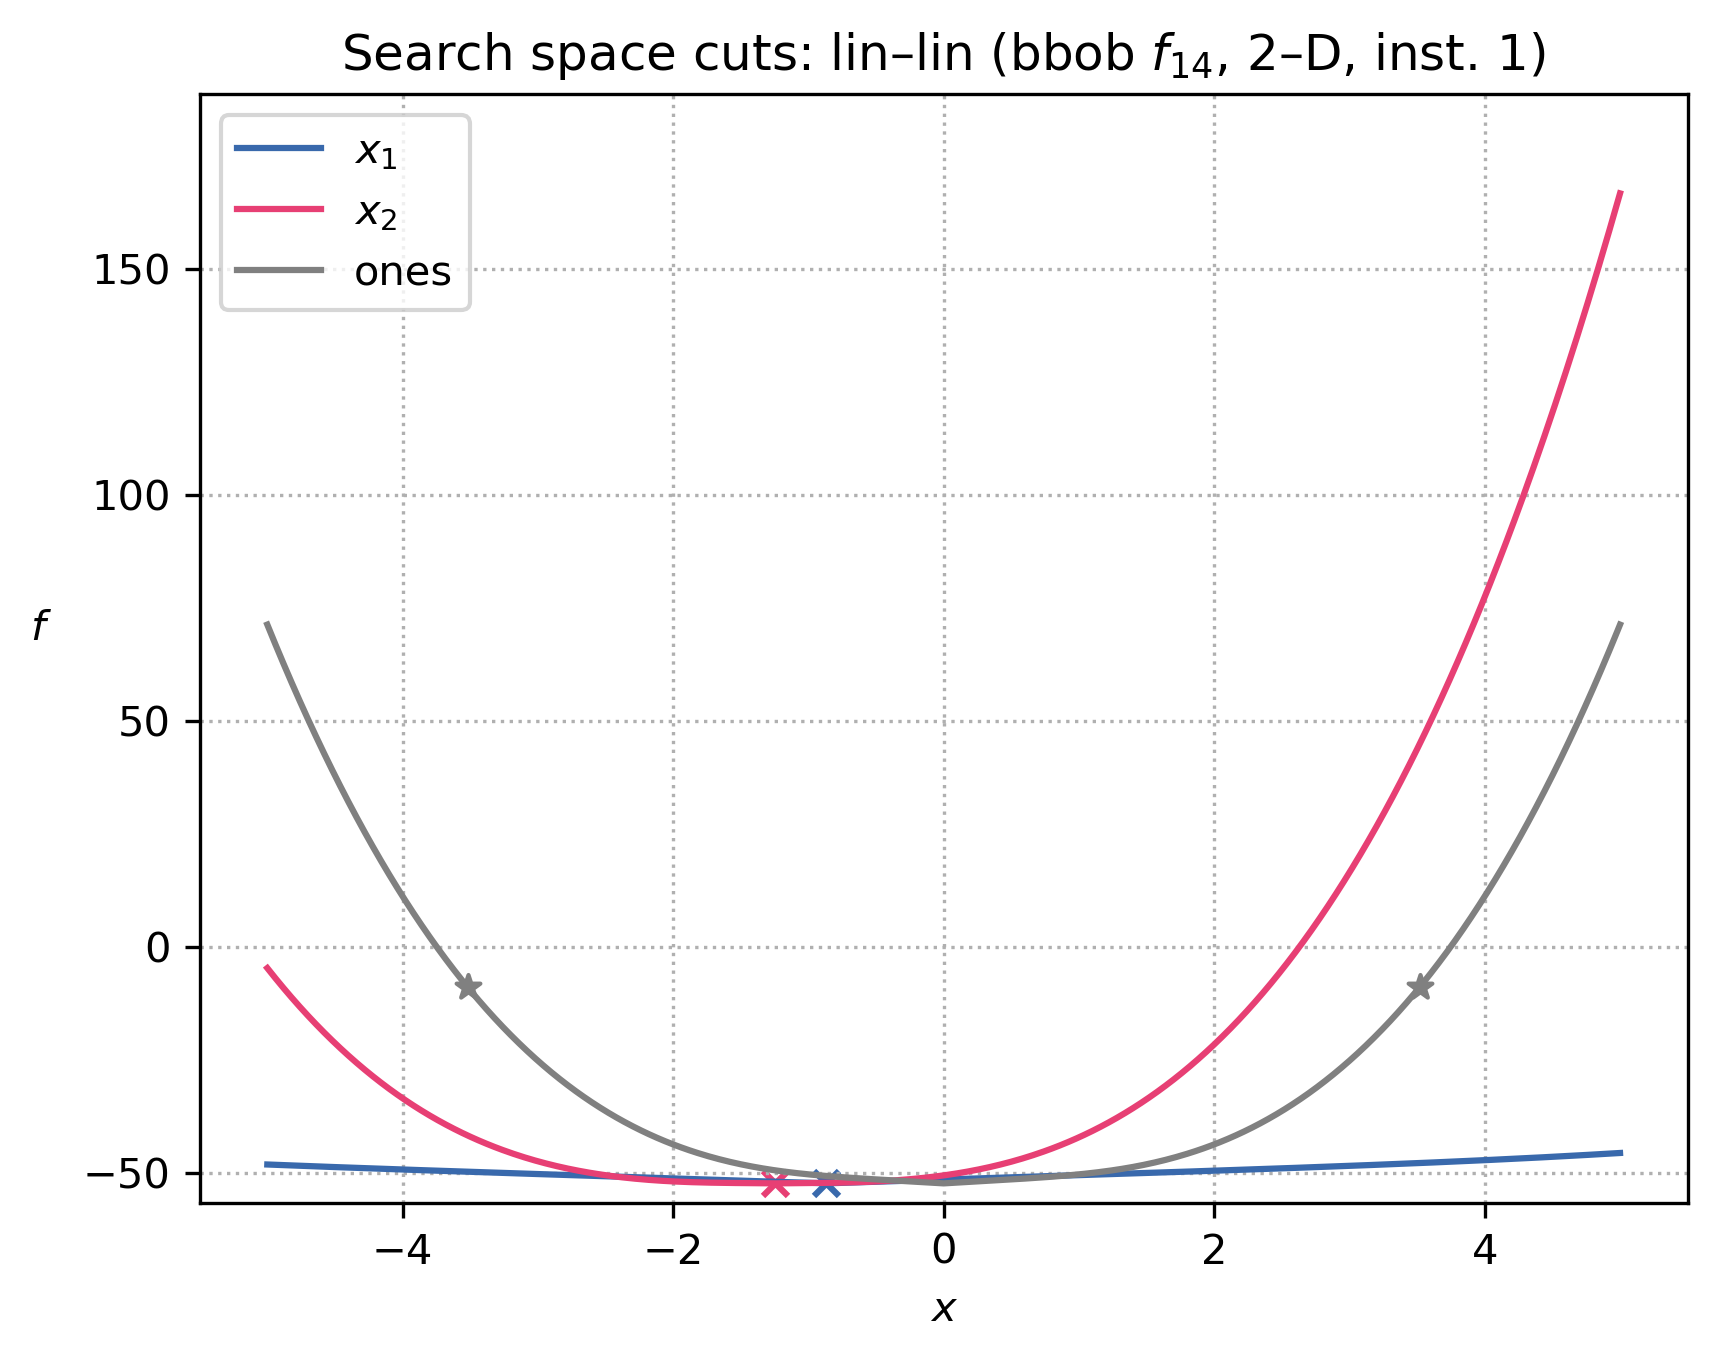 Search space cuts: lin–lin (bbob f₁₄, 2–D, inst. 1)
x₁
x₂
ones
150
100
50
0
−50
f
−4
−2
0
2
4
x